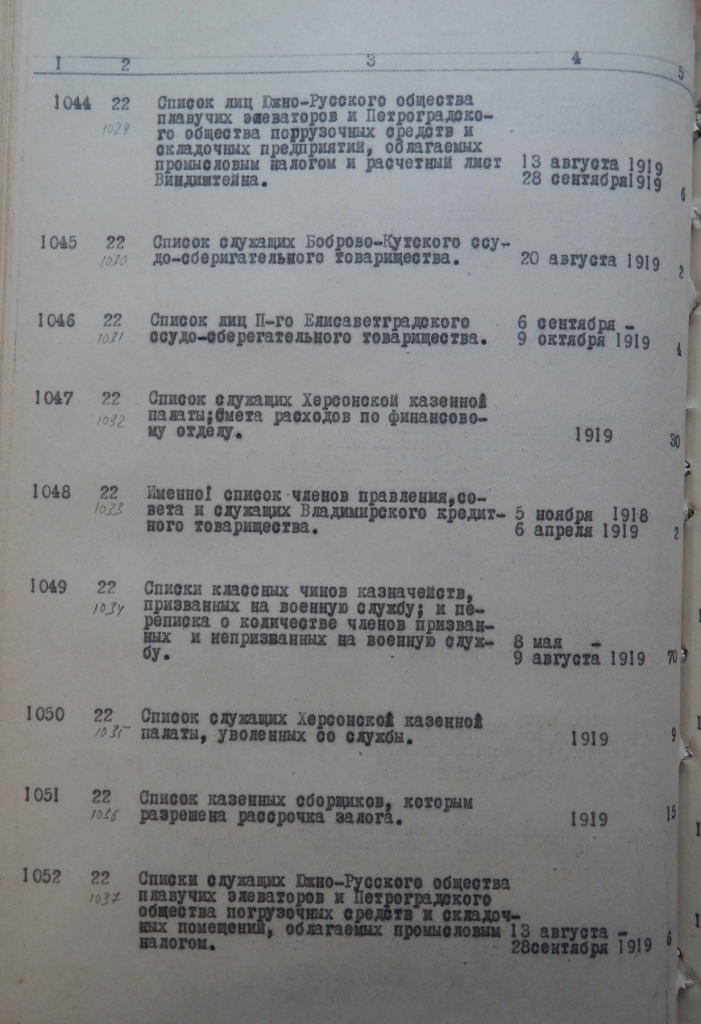 1 2 3 4 5
1044 22 Список лиц Южно-Русского общества
1029 плавучих элеваторов и Петроградско-
го общества погрузочных средств и
складочных предприятий, облагаемых
промысловым налогом и расчетный лист 13 августа 1919
Виндиштейна. 28 сентября1919 6
1045 22 Список служащих Боброво-Кутского ссу-
1030 до-сберигательного товарищества. 20 августа 1919 2
1046 22 Список лиц П-го Елисаветградского 6 сентября -
1031 ссудо-сберегательного товарищества. 9 октября 1919 4
1047 22 Список служащих Херсонской казенной
1032 палаты;Смета расходов по финансово-
му отделу. 1919 30
1048 22 Именной список членов правления,со-
1033 вета и служащих Владимирского кредит- 5 ноября 1918
ного товарищества. 6 апреля 1919 2
1049 22 Списки классных чинов казначейств,
1034 призванных на военную службу; и пе-
реписка о количестве членов призван-
ных и непризванных на военную служ- 8 мая -
бу. 9 августа 1919 70
1050 22 Список служащих Херсонской казенной
1035 палаты, уволенных со службы. 1919 9
1051 22 Список казенных сборщиков, которым
1036 разрешена рассрочка залога. 1919 15
1052 22 Списки служащих Южно-Русского общества
1037 плавучих элеваторов и Петроградского
общества погрузочных средств и складоч-
ных помещений, облагаемых промысловым 13 августа -
налогом. 28сентября 1919 6